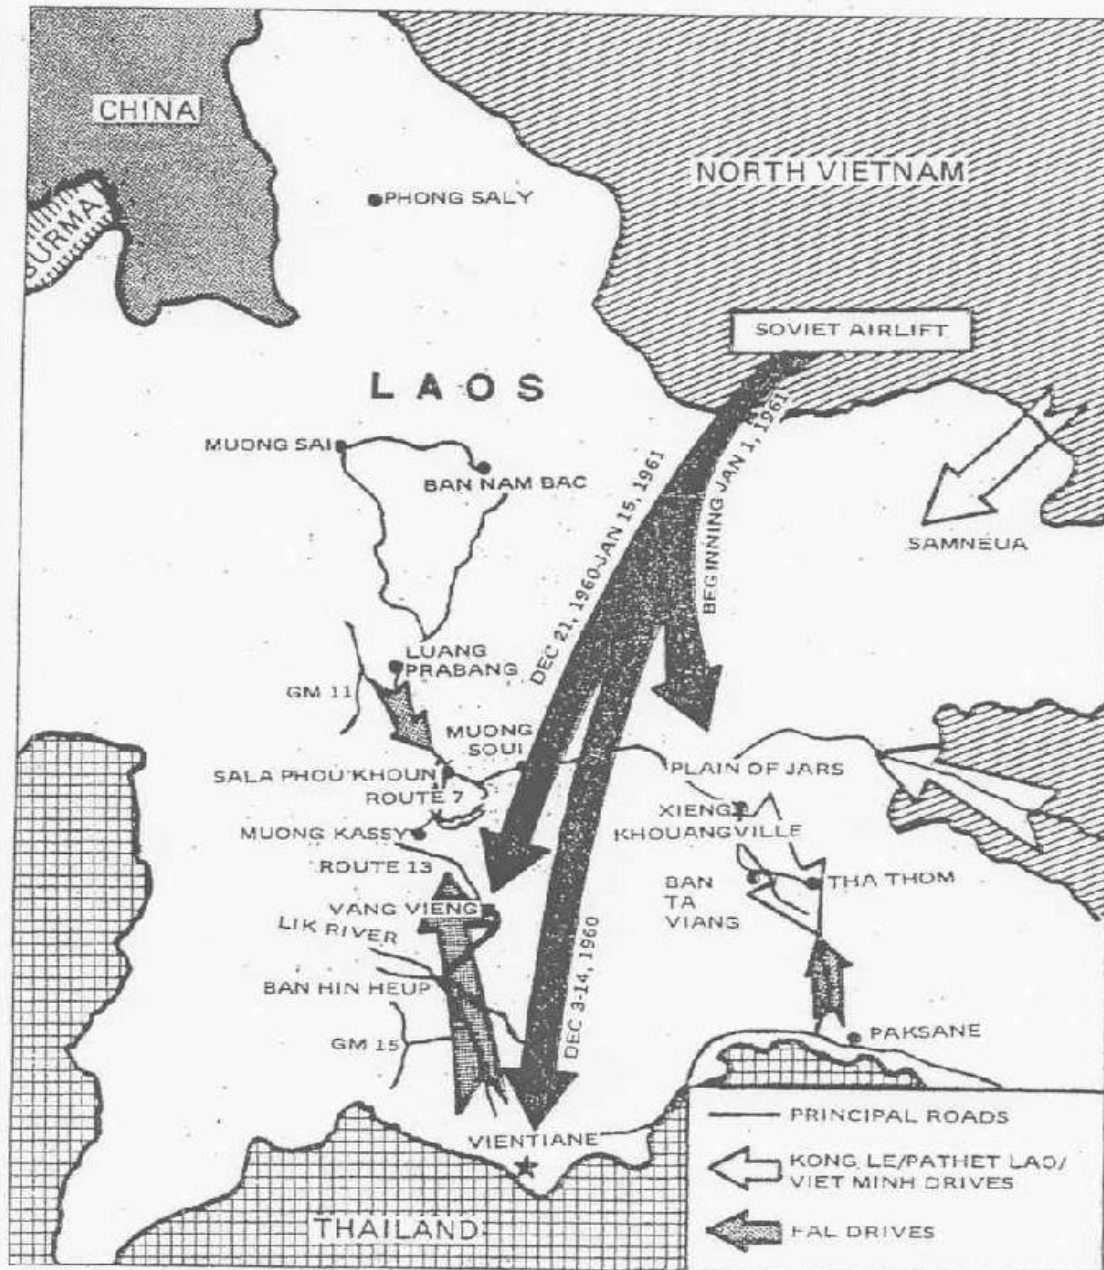 CHINA
NORTH VIETNAM
BURMA
PHONG SALY
SOVIET AIRLIFT
LAOS
MUONG SAI
BAN NAM BAC
DEC 21, 1960-JAN 15, 1961
BEGINNING JAN 1, 1961
SAMNEUA
LUANG
PRABANG
GM 11
MUONG
SOUI
SALA PHOU KHOUN
ROUTE 7
PLAIN OF JARS
XIENG
KHOUANGVILLE
MUONG KASSY
ROUTE 13
BAN
TA
VIANG
THA THOM
VANG VIENG
LIK RIVER
BAN HIN HEUP
DEC 3-14, 1960
GM 15
PAKSANE
VIENTIANE
THAILAND
PRINCIPAL ROADS
KONG LE/PATHET LAO/
VIET MINH DRIVES
FAL DRIVES